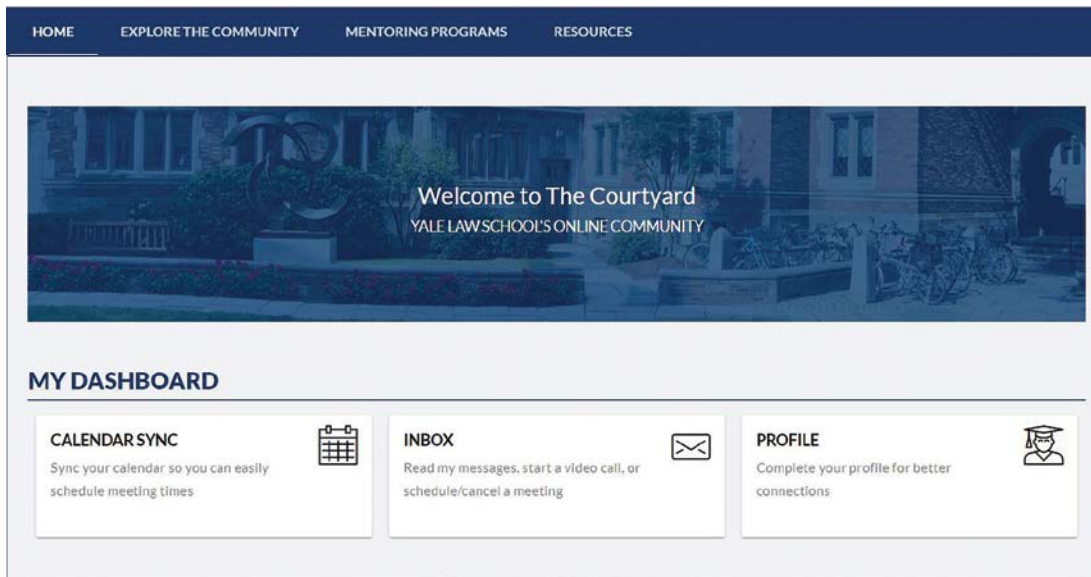 HOME EXPLORE THE COMMUNITY MENTORING PROGRAMS RESOURCES
Welcome to The Courtyard
YALE LAW SCHOOL'S ONLINE COMMUNITY
MY DASHBOARD
CALENDAR SYNC
Sync your calendar so you can easily
schedule meeting times
INBOX
Read my messages, start a video call, or
schedule/cancel a meeting
PROFILE
Complete your profile for better
connections